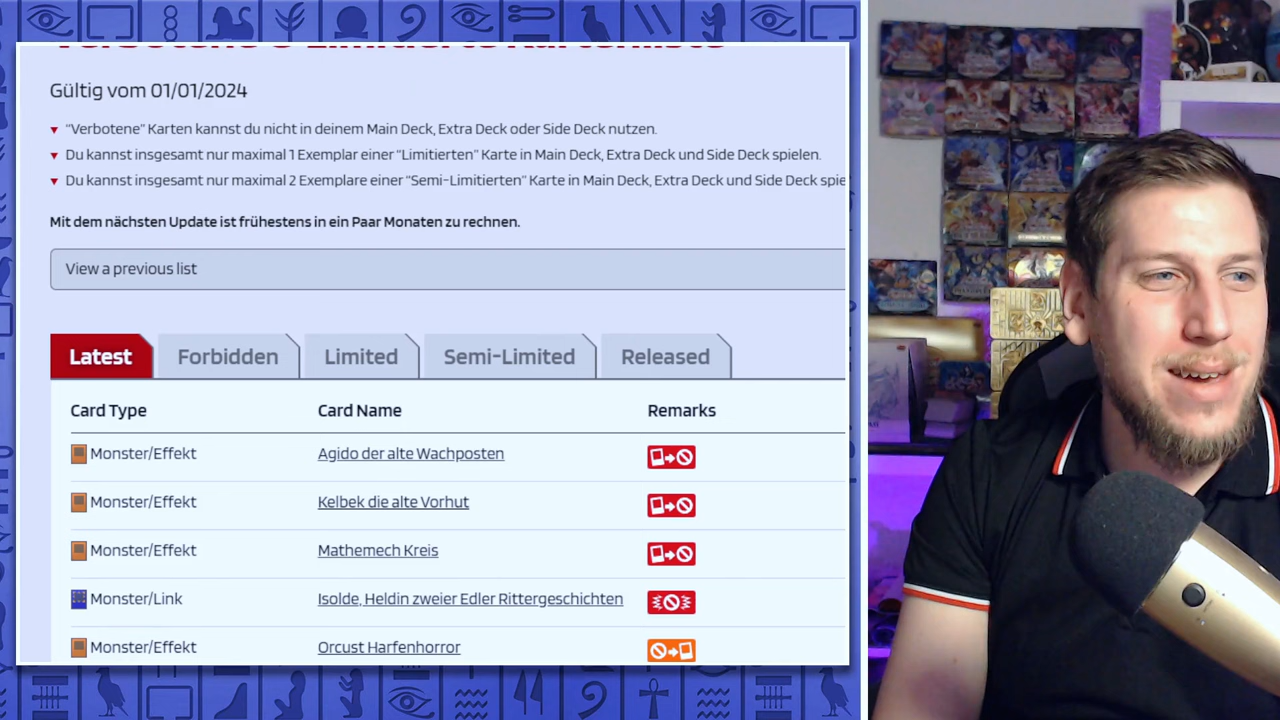 Verbotene & Limitierte Kartenliste
Gültig vom 01/01/2024
"Verbotene" Karten kannst du nicht in deinem Main Deck, Extra Deck oder Side Deck nutzen.
Du kannst insgesamt nur maximal 1 Exemplar einer "Limitierten" Karte in Main Deck, Extra Deck und Side Deck spielen.
Du kannst insgesamt nur maximal 2 Exemplare einer "Semi-Limitierten" Karte in Main Deck, Extra Deck und Side Deck spie
Mit dem nächsten Update ist frühestens in ein Paar Monaten zu rechnen.
View a previous list
Latest Forbidden Limited Semi-Limited Released
Card Type Card Name Remarks
Monster/Effekt Agido der alte Wachposten
Monster/Effekt Kelbek die alte Vorhut
Monster/Effekt Mathemech Kreis
Monster/Link Isolde, Heldin zweier Edler Rittergeschichten
Monster/Effekt Orcust Harfenhorror